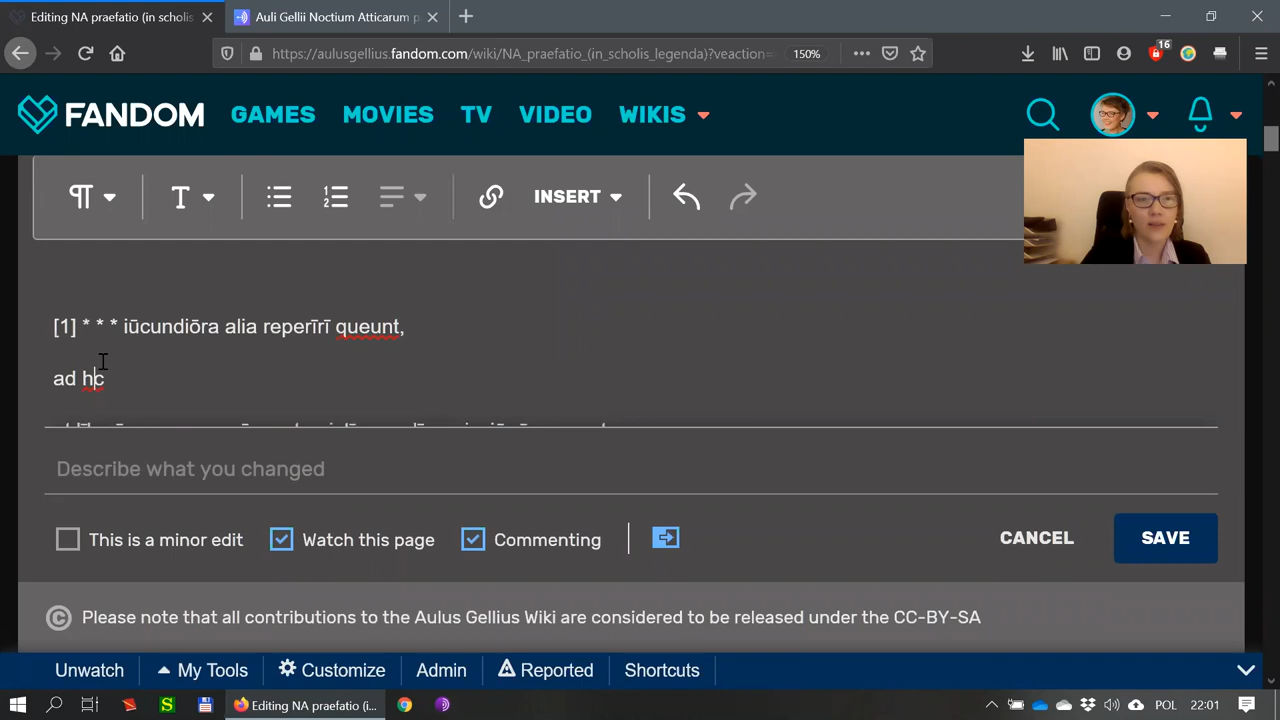 Editing NA praefatio (in scholis
Auli Gellii Noctium Atticarum p
https://aulusgellius.fandom.com/wiki/NA_praefatio_(in_scholis_legenda)?veaction=
150%
16
FANDOM GAMES MOVIES TV VIDEO WIKIS
T INSERT
[1] * * * iūcundiōra alia reperīrī queunt,
ad hc
Describe what you changed
This is a minor edit Watch this page Commenting CANCEL SAVE
Please note that all contributions to the Aulus Gellius Wiki are considered to be released under the CC-BY-SA
Unwatch My Tools Customize Admin Reported Shortcuts
Editing NA praefatio (i... POL 22:01